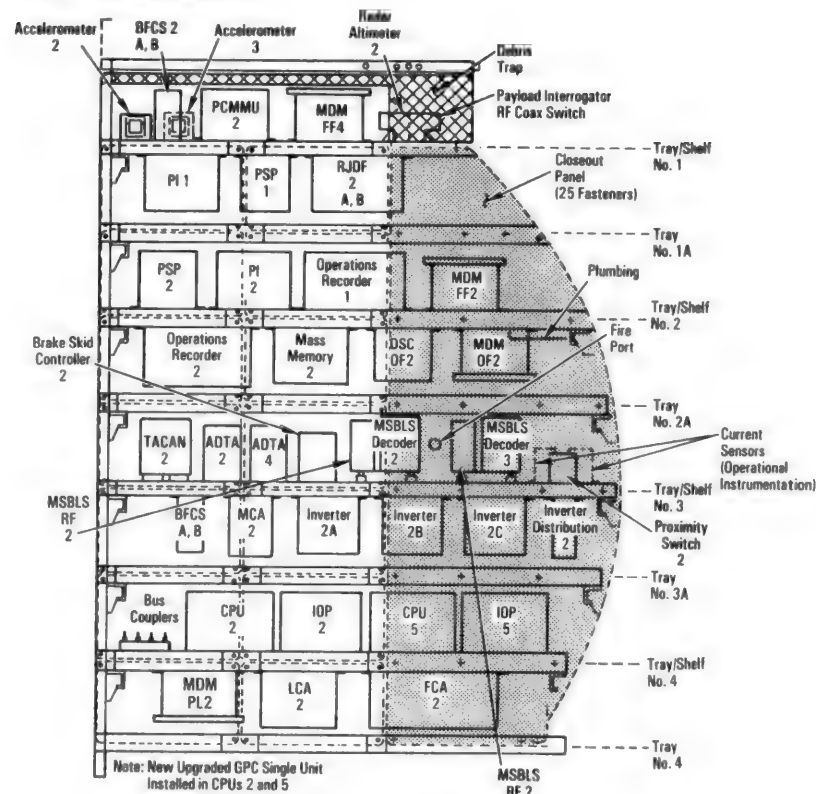 Accelerometer
2
BFCS 2
A, B
Accelerometer
3
Radar
Altimeter
2
Debris
Trap
Payload Interrogator
RF Coax Switch
PCMMU
2
MDM
FF4
Tray/Shelf
No. 1
PI 1
PSP
1
RJDF
2
A, B
Closeout
Panel
(25 Fasteners)
Tray
No. 1A
PSP
2
PI
2
Operations
Recorder
1
MDM
FF2
Plumbing
Tray/Shelf
No. 2
Fire
Port
Brake Skid
Controller
2
Operations
Recorder
2
Mass
Memory
2
DSC
OF2
MDM
OF2
Tray
No. 2A
TACAN
2
ADTA
2
ADTA
4
MSBLS
Decoder
2
MSBLS
Decoder
3
Current
Sensors
(Operational
Instrumentation)
MSBLS
RF
2
Tray/Shelf
No. 3
BFCS
A, B
MCA
2
Inverter
2A
Inverter
2B
Inverter
2C
Inverter
Distribution
2
Proximity
Switch
2
Tray
No. 3A
Bus
Couplers
CPU
2
IOP
2
CPU
5
IOP
5
Tray/Shelf
No. 4
MDM
PL2
LCA
2
FCA
2
Tray
No. 4
Note: New Upgraded GPC Single Unit
Installed in CPUs 2 and 5
MSBLS
RF 2